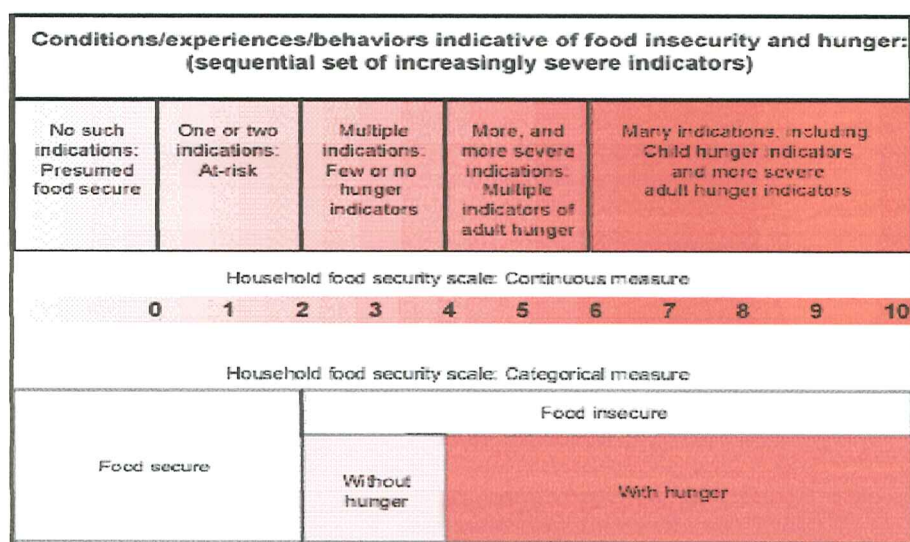 Conditions/experiences/behaviors indicative of food insecurity and hunger:
(sequential set of increasingly severe indicators)
No such
indications:
Presumed
food secure
One or two
indications:
At-risk
Multiple
indications:
Few or no
hunger
indicators
More, and
more severe
indications:
Multiple
indicators of
adult hunger
Many indications, including
Child hunger indicators
and more severe
adult hunger indicators
Household food security scale: Continuous measure
0 1 2 3 4 5 6 7 8 9 10
Household food security scale: Categorical measure
Food secure
Food insecure
Without
hunger
With hunger